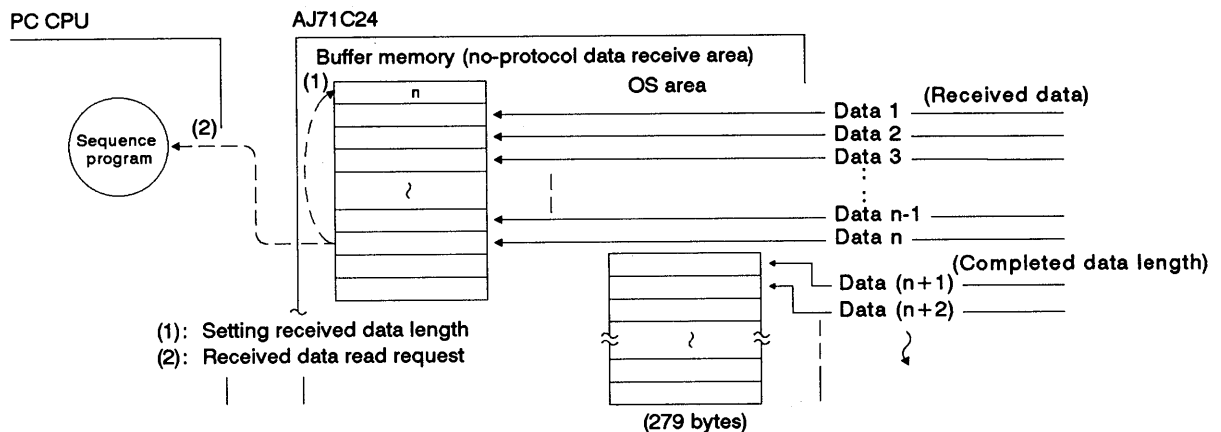 PC CPU
AJ71C24
Buffer memory (no-protocol data receive area)
(1)
n
OS area
(Received data)
Data 1
Data 2
Data 3
(2)
Sequence
program
Data n-1
Data n
(Completed data length)
Data (n+1)
Data (n+2)
(1): Setting received data length
(2): Received data read request
(279 bytes)